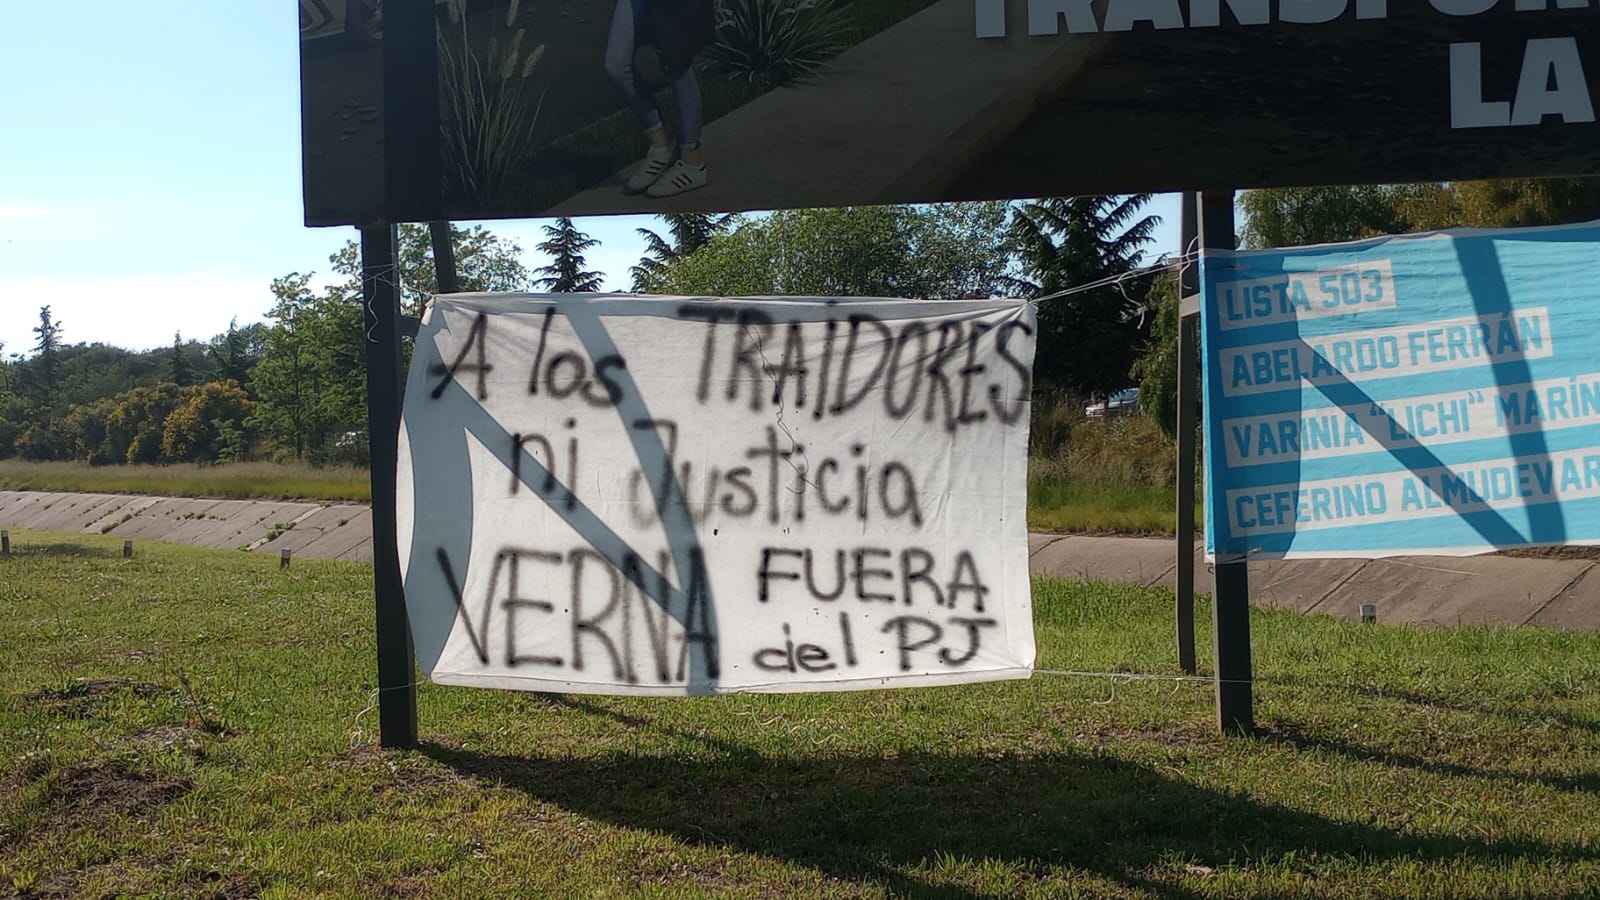 LA
A los TRAIDORES
ni Justicia
VERNA FUERA
del PJ
LISTA 503
ABELARDO FERRÁN
VARINIA "LICHI" MARÍN
CEFERINO ALMUDEVAR